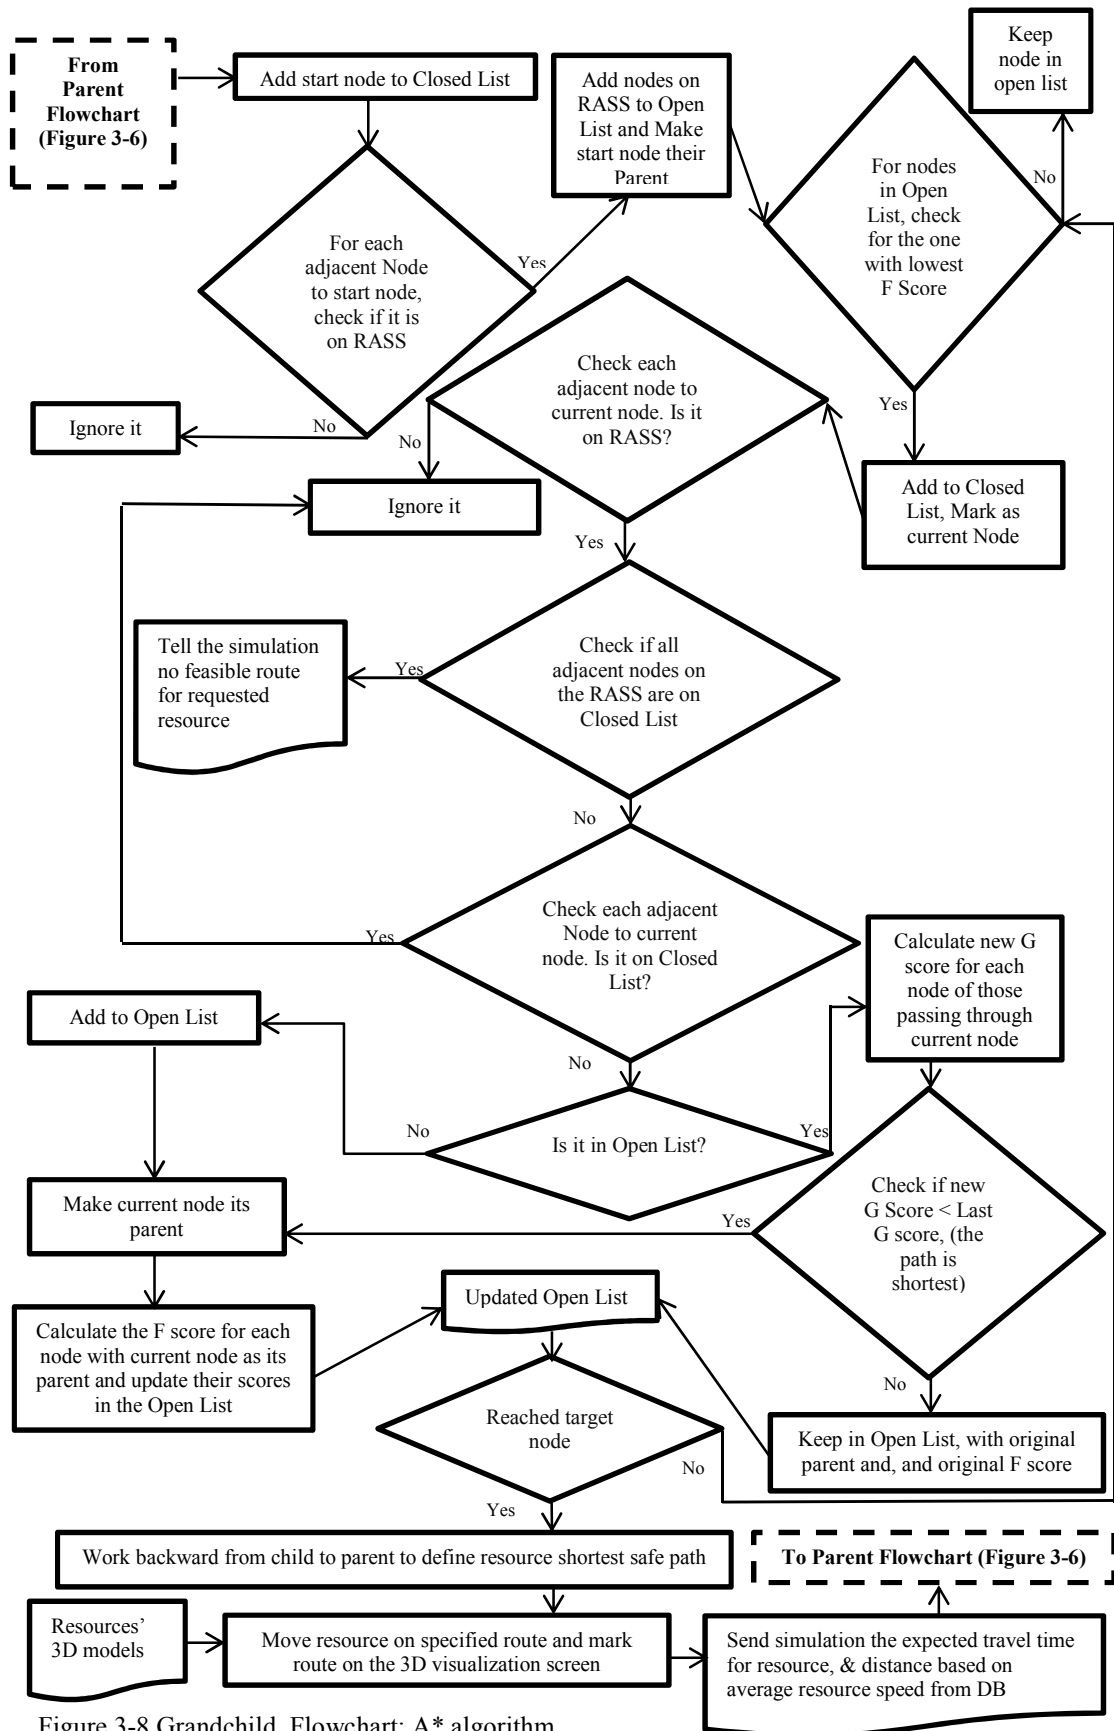 From
Parent
Flowchart
(Figure 3-6)
Add start node to Closed List
Add nodes on
RASS to Open
List and Make
start node their
Parent
Keep
node in
open list
For nodes
in Open
List, check
for the one
with lowest
F Score
No
Yes
For each
adjacent Node
to start node,
check if it is
on RASS
Yes
No
Ignore it
Check each
adjacent node to
current node. Is it
on RASS?
No
Ignore it
Yes
Add to Closed
List, Mark as
current Node
Check if all
adjacent nodes on
the RASS are on
Closed List
Yes
Tell the simulation
no feasible route
for requested
resource
No
Check each adjacent
Node to current
node. Is it on Closed
List?
Yes
No
Calculate new G
score for each
node of those
passing through
current node
Add to Open List
Is it in Open List?
No
Yes
Make current node its
parent
Check if new
G Score < Last
G score, (the
path is
shortest)
Yes
No
Updated Open List
Calculate the F score for each
node with current node as its
parent and update their scores
in the Open List
Reached target
node
No
Yes
Keep in Open List, with original
parent and, and original F score
Work backward from child to parent to define resource shortest safe path
To Parent Flowchart (Figure 3-6)
Resources’
3D models
Move resource on specified route and mark
route on the 3D visualization screen
Send simulation the expected travel time
for resource, & distance based on
average resource speed from DB
Figure 3-8 Grandchild Flowchart: A* algorithm